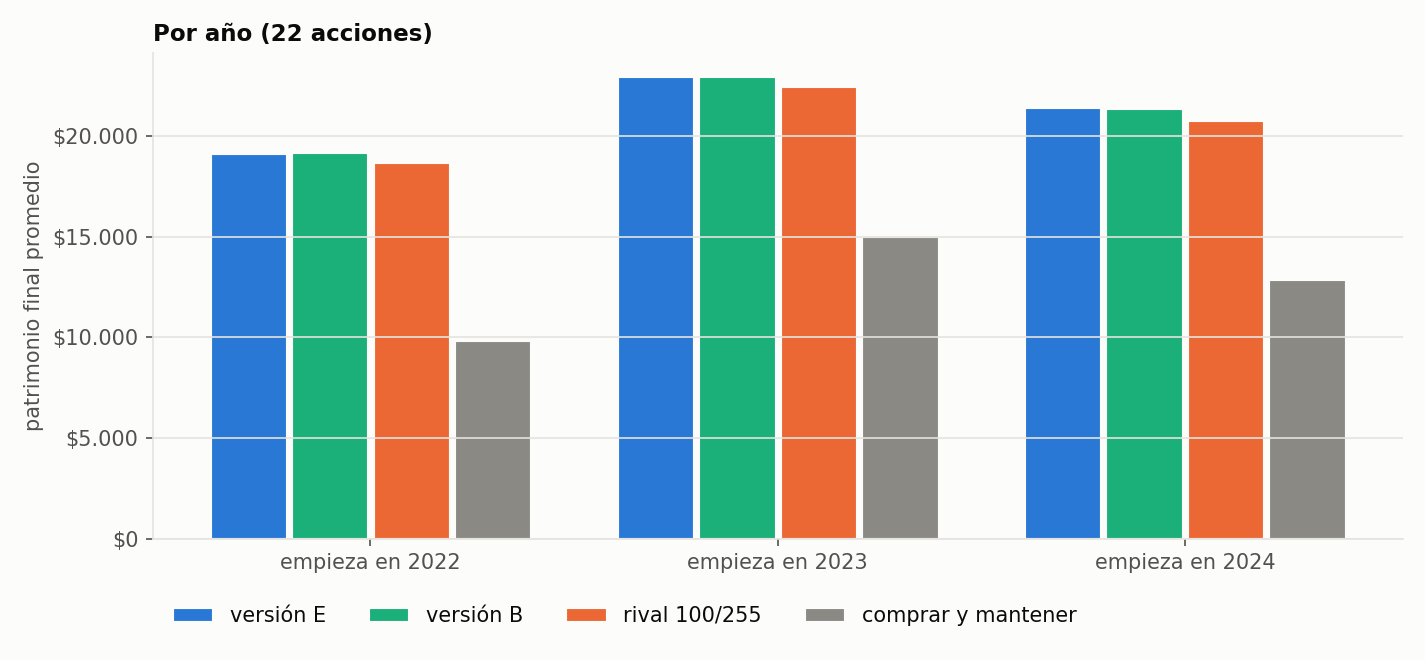 Por año (22 acciones)
patrimonio final promedio
$20.000
$15.000
$10.000
$5.000
$0
empieza en 2022
empieza en 2023
empieza en 2024
versión E
versión B
rival 100/255
comprar y mantener